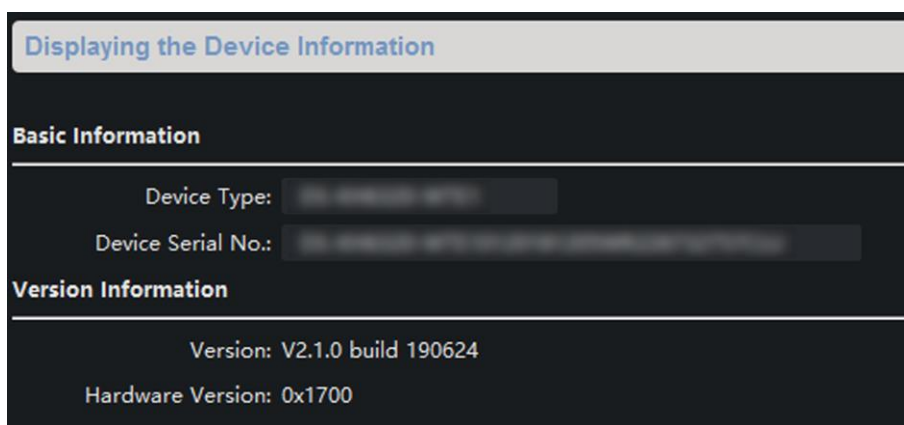 Displaying the Device Information
Basic Information
Device Type:
Device Serial No.:
Version Information
Version: V2.1.0 build 190624
Hardware Version: 0x1700